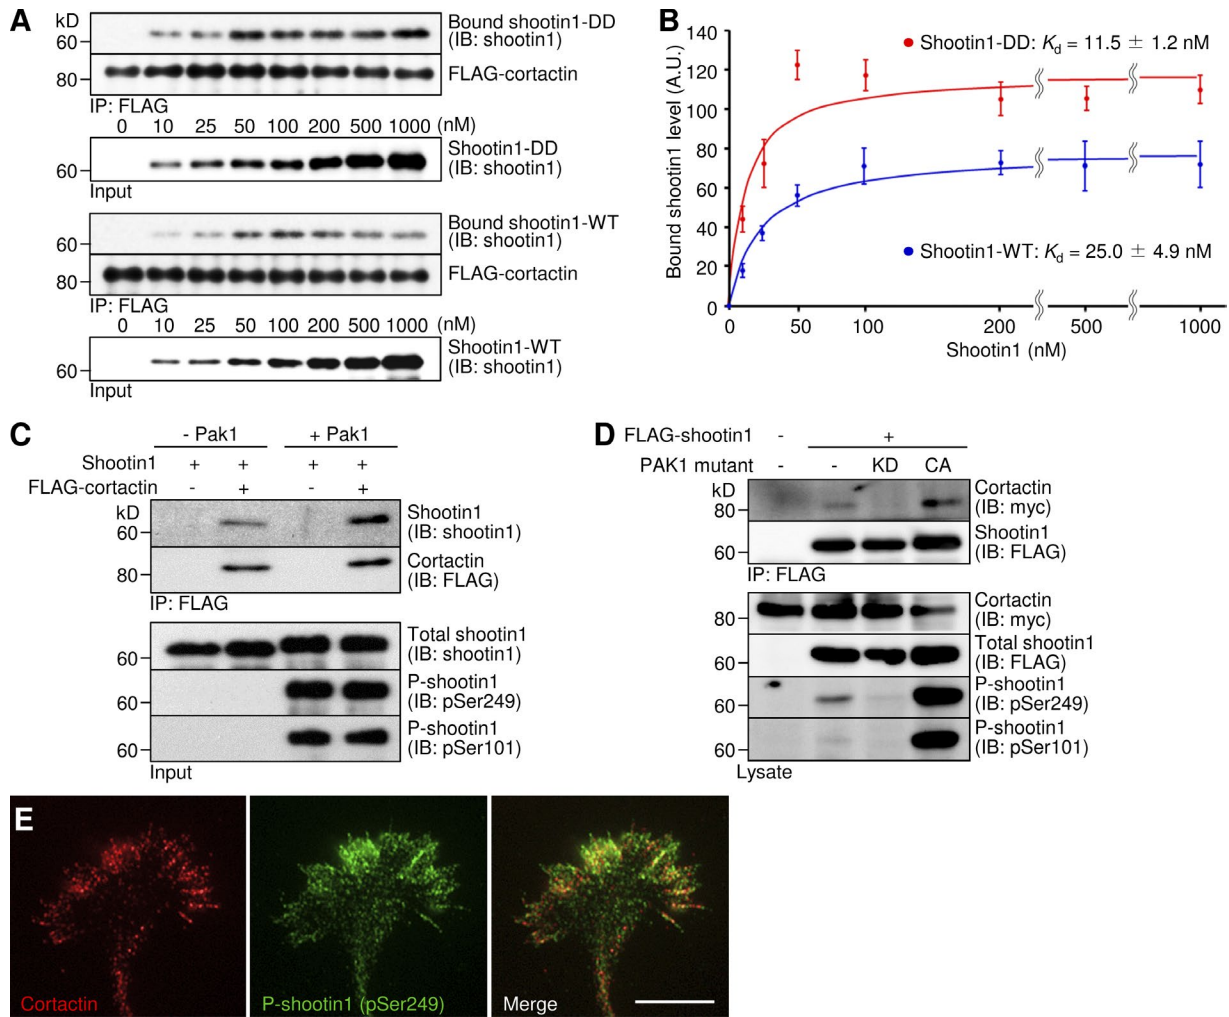 A
kD
60
80
Bound shootin1-DD
(IB: shootin1)
FLAG-cortactin
IP: FLAG
0 10 25 50 100 200 500 1000 (nM)
60
Shootin1-DD
(IB: shootin1)
Input
60
80
Bound shootin1-WT
(IB: shootin1)
FLAG-cortactin
IP: FLAG
0 10 25 50 100 200 500 1000 (nM)
60
Shootin1-WT
(IB: shootin1)
Input
B
Bound shootin1 level (A.U.)
140
120
100
80
60
40
20
0
Shootin1-DD: Kd = 11.5 ± 1.2 nM
Shootin1-WT: Kd = 25.0 ± 4.9 nM
0 50 100 200 500 1000
Shootin1 (nM)
C
- Pak1 + Pak1
Shootin1 + + + +
FLAG-cortactin - + - +
kD
60
Shootin1
(IB: shootin1)
80
Cortactin
(IB: FLAG)
IP: FLAG
60
Total shootin1
(IB: shootin1)
60
P-shootin1
(IB: pSer249)
60
P-shootin1
(IB: pSer101)
Input
D
FLAG-shootin1 - +
PAK1 mutant - - KD CA
kD
80
Cortactin
(IB: myc)
60
Shootin1
(IB: FLAG)
IP: FLAG
80
Cortactin
(IB: myc)
60
Total shootin1
(IB: FLAG)
60
P-shootin1
(IB: pSer249)
60
P-shootin1
(IB: pSer101)
Lysate
E
Cortactin
P-shootin1 (pSer249)
Merge